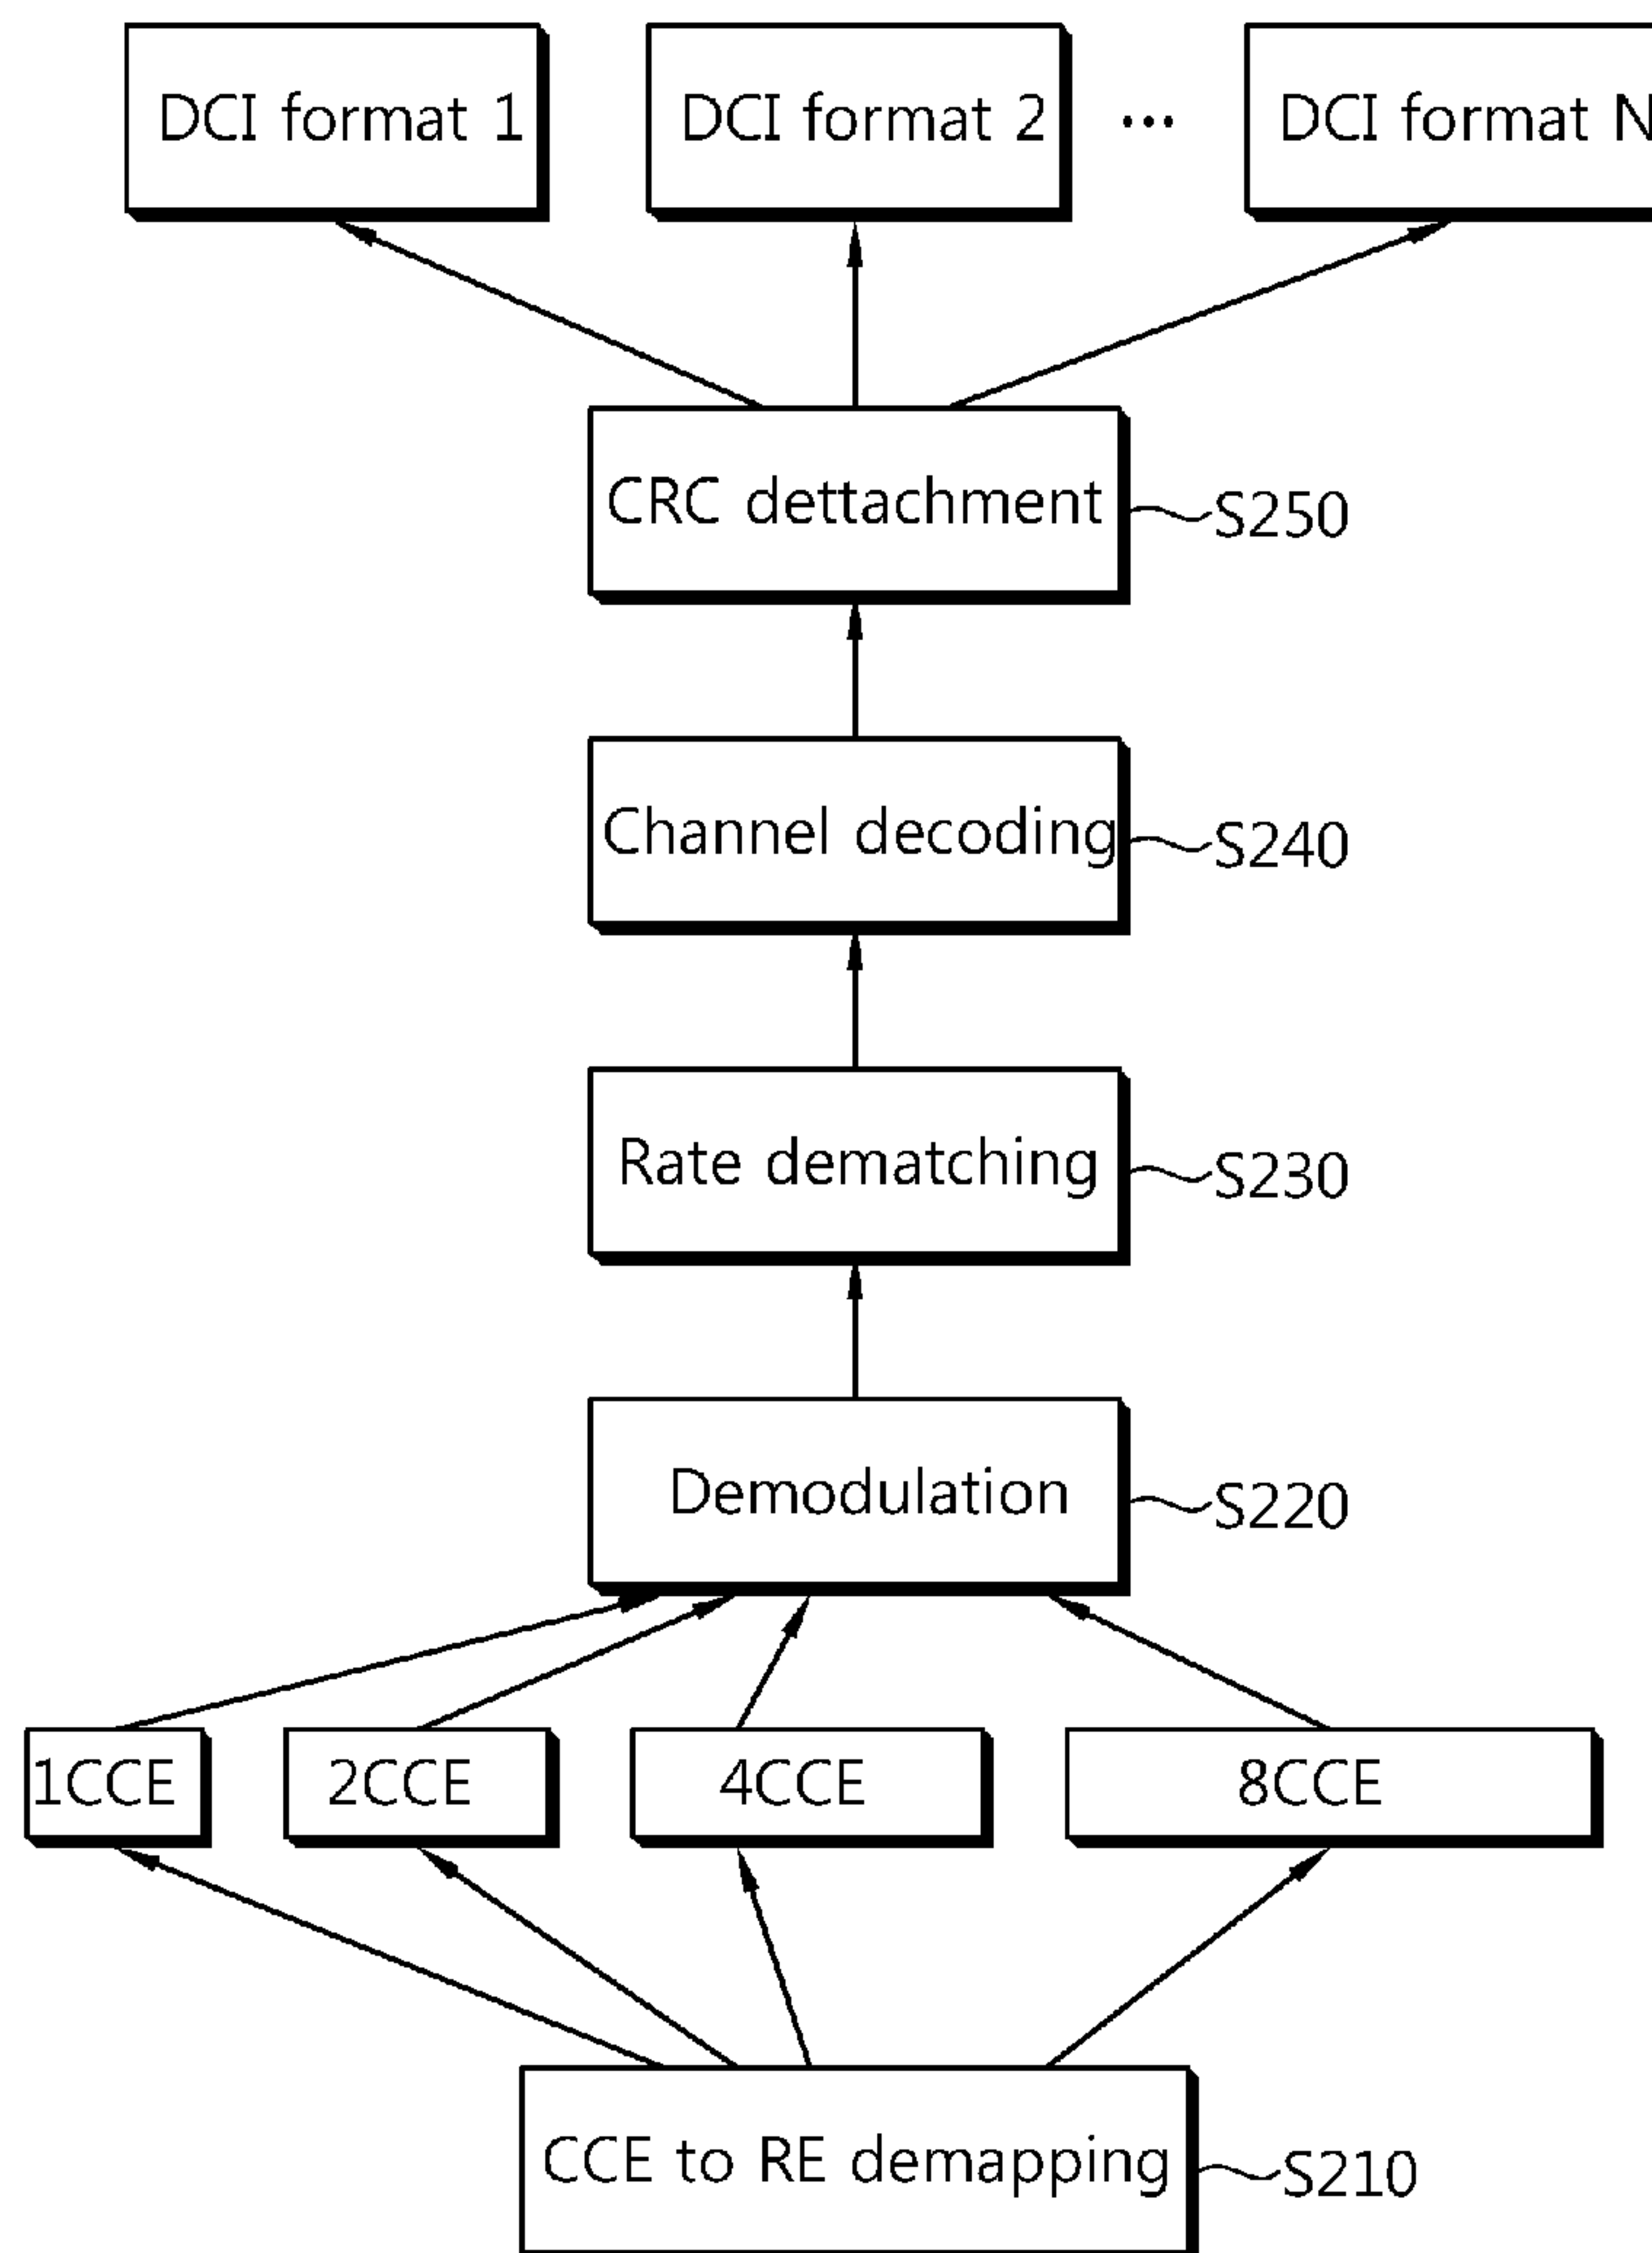 DCI format 1
DCI format 2
...
DCI format N
CRC dettachment
S250
Channel decoding
S240
Rate dematching
S230
Demodulation
S220
1CCE
2CCE
4CCE
8CCE
CCE to RE demapping
S210